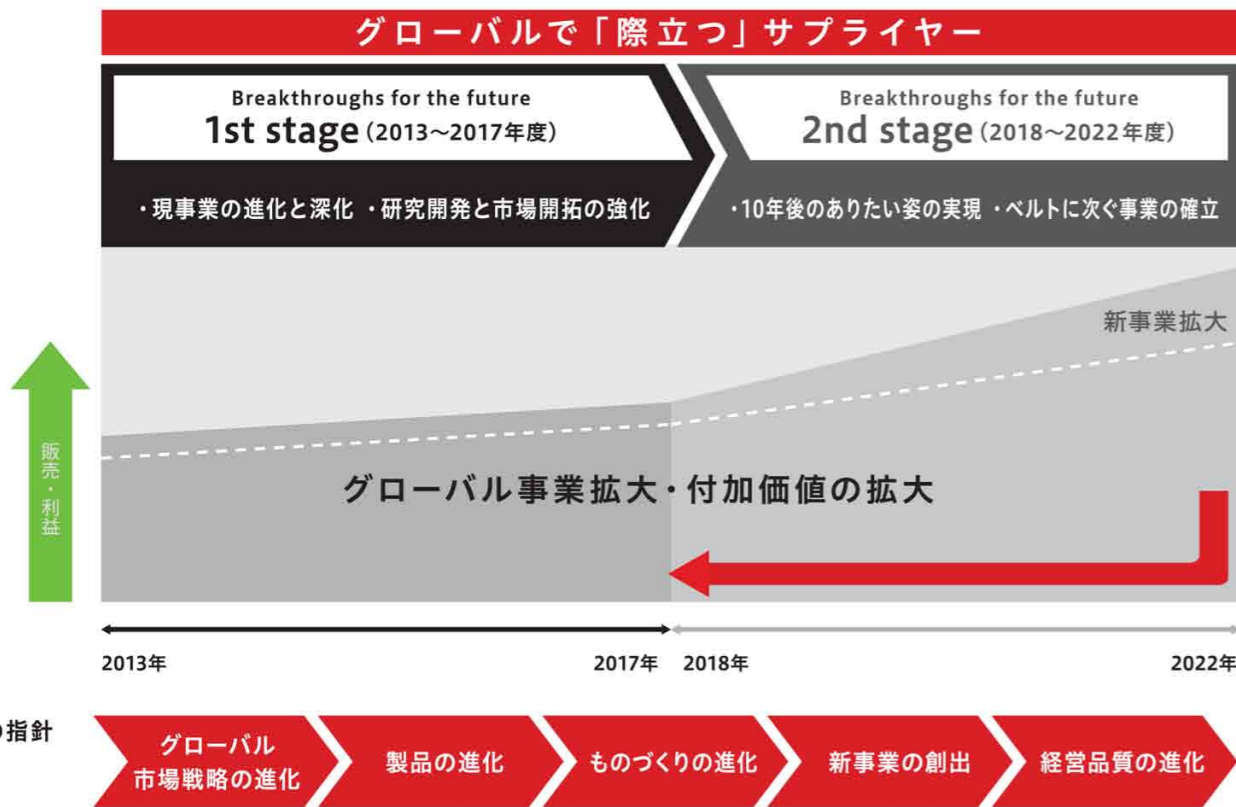 グローバルで「際立つ」サプライヤー
Breakthroughs for the future
1st stage(2013〜2017年度)
・現事業の進化と深化 ・研究開発と市場開拓の強化
Breakthroughs for the future
2nd stage(2018〜2022年度)
・10年後のありたい姿の実現 ・ベルトに次ぐ事業の確立
新事業拡大
販売・利益
グローバル事業拡大・付加価値の拡大
2013年
2017年
2018年
2022年
の指針
グローバル
市場戦略の進化
製品の進化
ものづくりの進化
新事業の創出
経営品質の進化